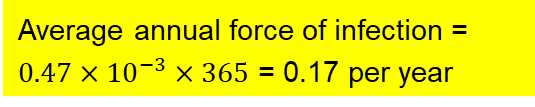 Average annual force of infection =
0.47 × 10⁻³ × 365 = 0.17 per year